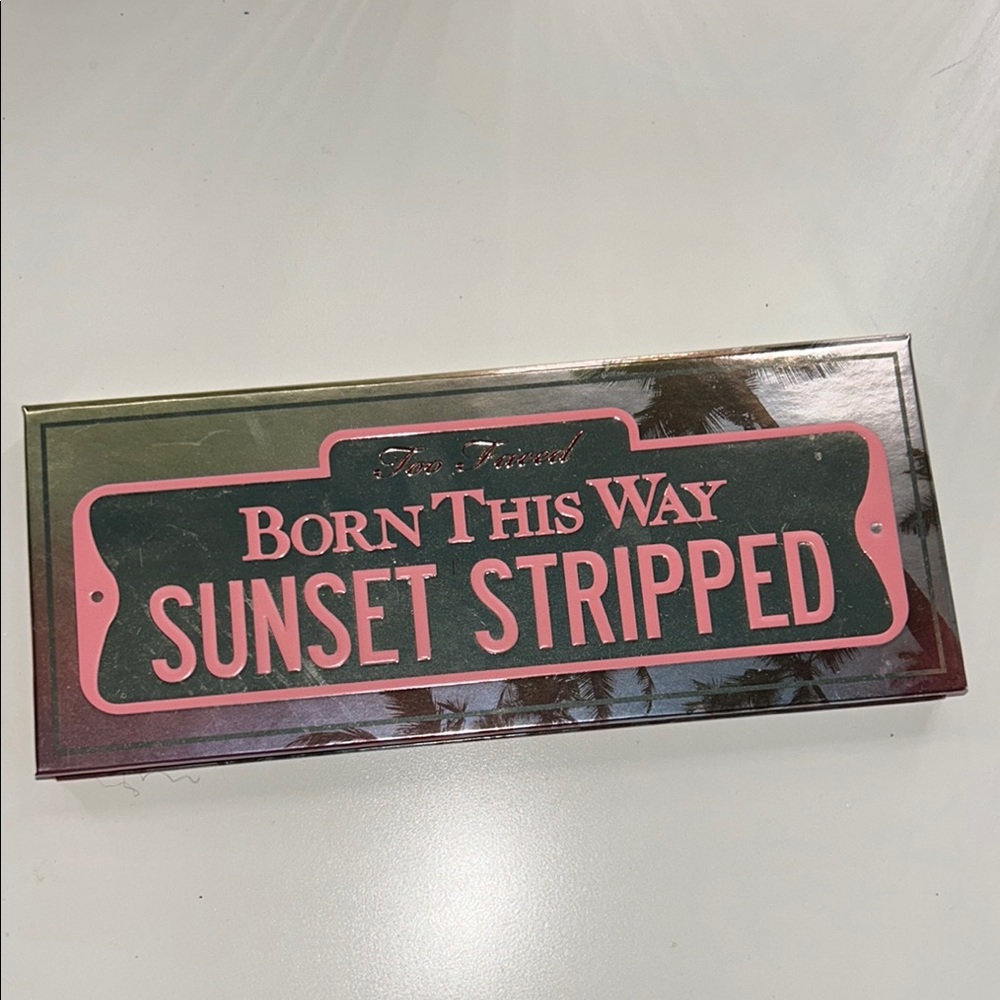 Too Faced
BORN THIS WAY
SUNSET STRIPPED